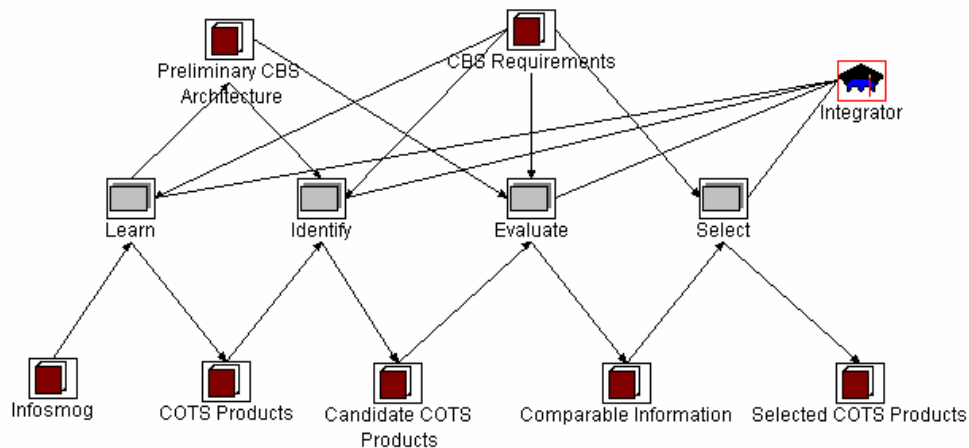 Preliminary CBS
Architecture
CBS Requirements
Integrator
Learn
Identify
Evaluate
Select
Infosmog
COTS Products
Candidate COTS
Products
Comparable Information
Selected COTS Products